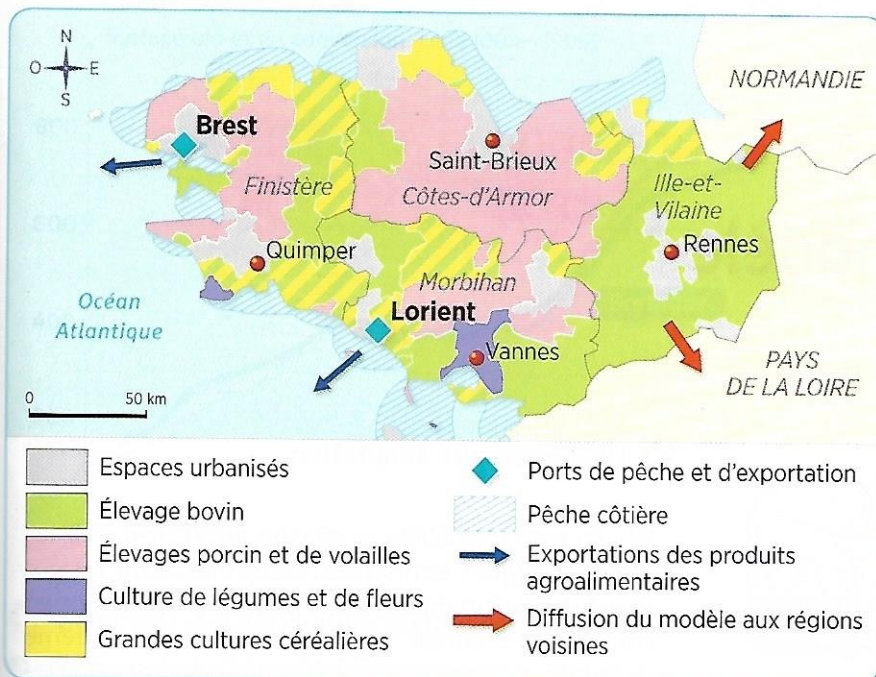 N
O E
S
NORMANDIE
Brest
Saint-Brieux
Finistère
Côtes-d'Armor
Ille-et-
Vilaine
Quimper
Rennes
Morbihan
Océan
Atlantique
Lorient
Vannes
PAYS
DE LA LOIRE
0 50 km
Espaces urbanisés
Élevage bovin
Élevages porcin et de volailles
Culture de légumes et de fleurs
Grandes cultures céréalières
Ports de pêche et d'exportation
Pêche côtière
Exportations des produits
agroalimentaires
Diffusion du modèle aux régions
voisines